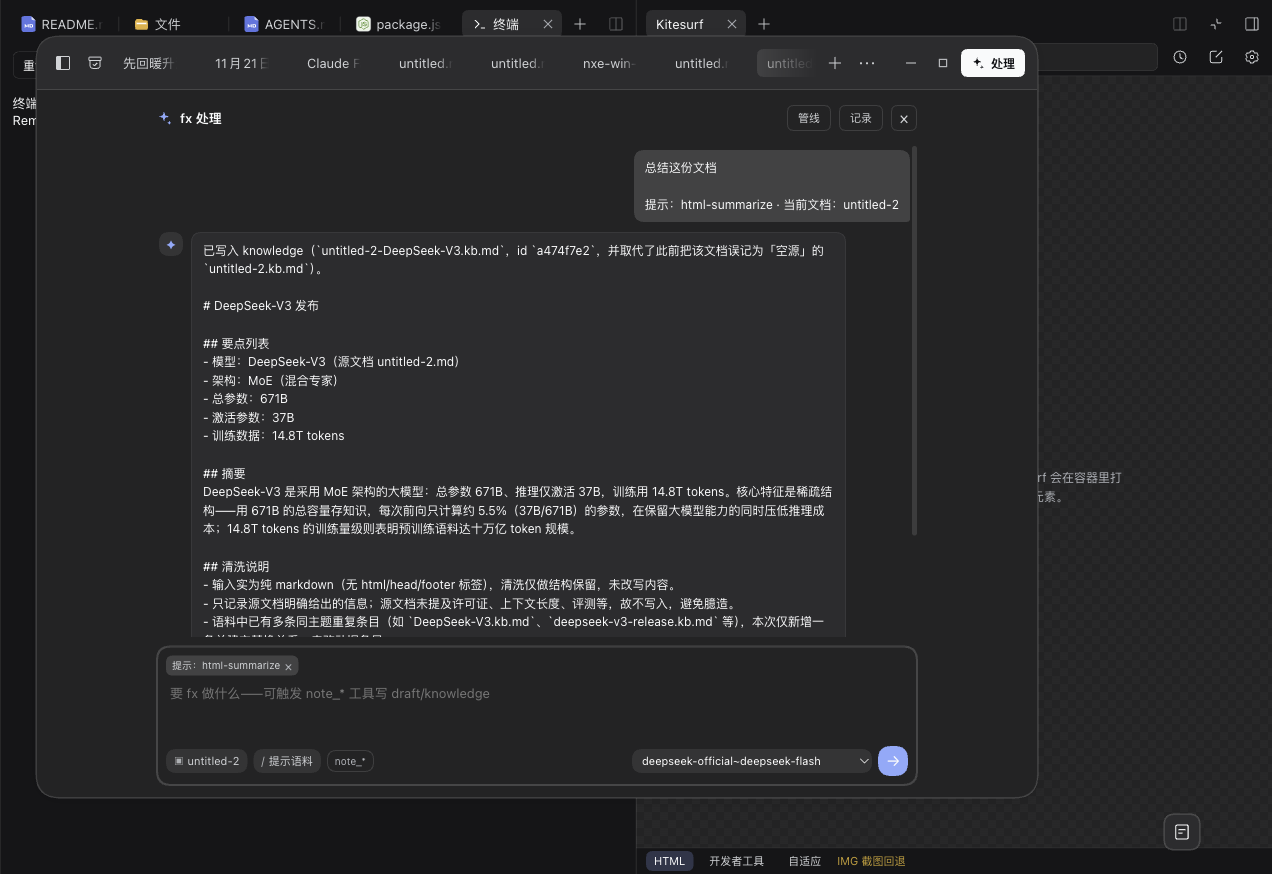 README.
文件
AGENTS.
package.js
终端
Kitesurf
先回暖升
11月21日
Claude F
untitled.
untitled.
nxe-win-
untitled.
untitled
处理
重
终端
Rem
fx 处理
管线
记录
总结这份文档
提示：html-summarize · 当前文档：untitled-2
已写入 knowledge（`untitled-2-DeepSeek-V3.kb.md`，id `a474f7e2`，并取代了此前把该文档误记为「空源」的
`untitled-2.kb.md`）。
# DeepSeek-V3 发布
## 要点列表
- 模型：DeepSeek-V3（源文档 untitled-2.md）
- 架构：MoE（混合专家）
- 总参数：671B
- 激活参数：37B
- 训练数据：14.8T tokens
## 摘要
DeepSeek-V3 是采用 MoE 架构的大模型：总参数 671B、推理仅激活 37B，训练用 14.8T tokens。核心特征是稀疏结
构——用 671B 的总容量存知识，每次前向只计算约 5.5%（37B/671B）的参数，在保留大模型能力的同时压低推理成
本；14.8T tokens 的训练量级则表明预训练语料达十万亿 token 规模。
## 清洗说明
- 输入实为纯 markdown（无 html/head/footer 标签），清洗仅做结构保留，未改写内容。
- 只记录源文档明确给出的信息；源文档未提及许可证、上下文长度、评测等，故不写入，避免臆造。
- 语料中已有多条同主题重复条目（如 `DeepSeek-V3.kb.md`、`deepseek-v3-release.kb.md` 等），本次仅新增一
rf 会在容器里打
元素。
提示：html-summarize
要 fx 做什么——可触发 note_* 工具写 draft/knowledge
untitled-2
/ 提示语料
note_*
deepseek-official~deepseek-flash
HTML
开发者工具
自适应
IMG 截图回退